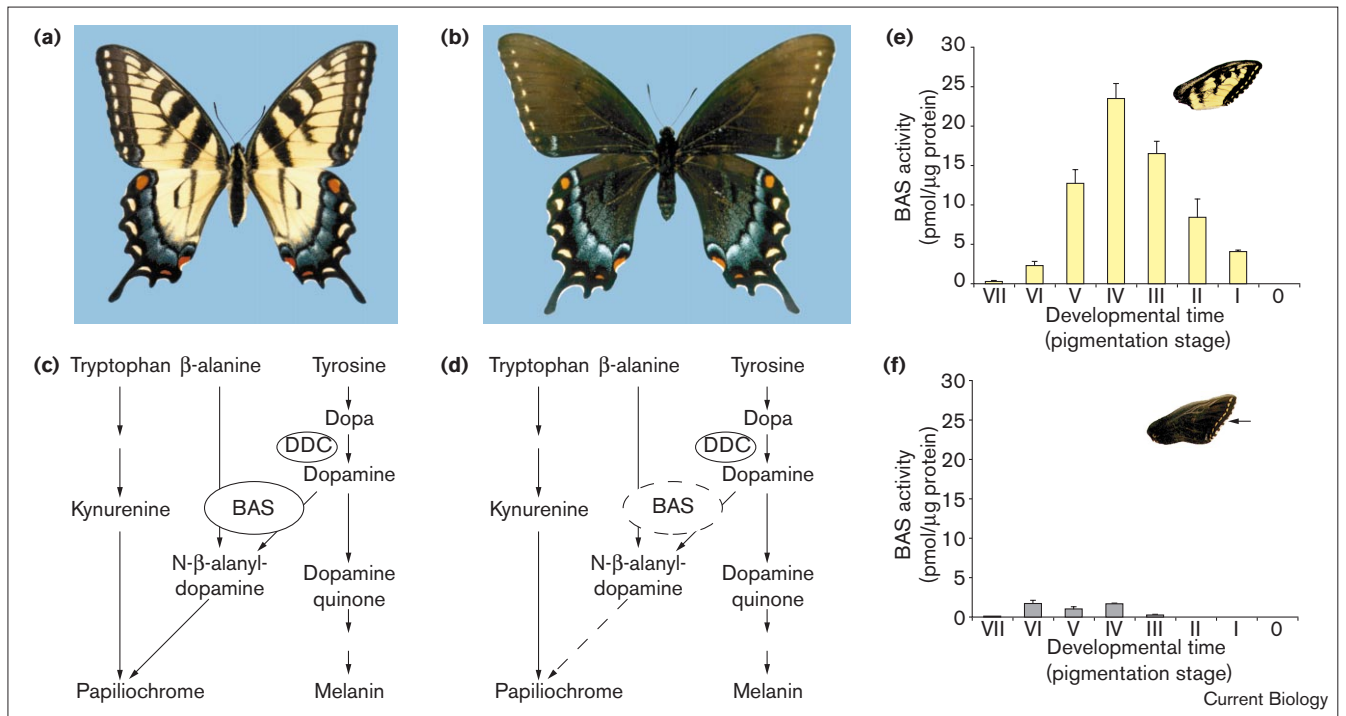 (a)
(b)
(c) Tryptophan β-alanine Tyrosine
Dopa
DDC
Dopamine
Kynurenine
BAS
N-β-alanyl-
dopamine
Dopamine
quinone
Papiliochrome
Melanin
(d) Tryptophan β-alanine Tyrosine
Dopa
DDC
Dopamine
Kynurenine
BAS
N-β-alanyl-
dopamine
Dopamine
quinone
Papiliochrome
Melanin
(e)
BAS activity
(pmol/μg protein)
30
25
20
15
10
5
0
VII VI V IV III II I 0
Developmental time
(pigmentation stage)
(f)
BAS activity
(pmol/μg protein)
30
25
20
15
10
5
0
VII VI V IV III II I 0
Developmental time
(pigmentation stage)
Current Biology